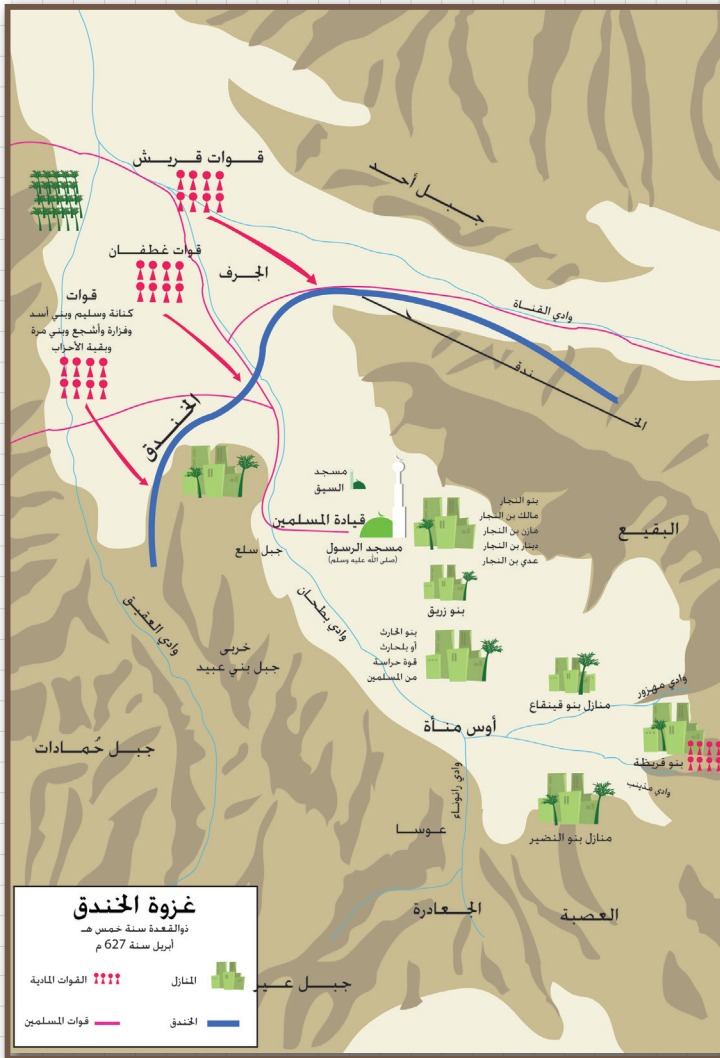 قوات قريش
جبل أحد
قوات غطفان
الجرف
قوات
كنانة وسليم وبني أسد
وفزارة وأشجع وبني مرة
وبقية الأحزاب
وادي القناة
الخندق
الخندق
مسجد
السبق
قيادة المسلمين
مسجد الرسول
(صلى الله عليه وسلم)
بنو النجار
مالك بن النجار
مازن بن النجار
دينار بن النجار
عدي بن النجار
البقيع
جبل سلع
بنو زريق
وادي بطحان
وادي العقيق
بنو الحارث
أو بلحارث
قوة حراسة
من المسلمين
خربى
جبل بني عبيد
وادي مهزور
منازل بنو قينقاع
أوس منأة
جبل حُمادات
بنو قريظة
وادي مذينب
وادي رانوناء
منازل بنو النضير
عوسا
الجعادرة
العصبة
جبل عير
غزوة الخندق
ذوالقعدة سنة خمس هـ
أبريل سنة 627 م
المنازل
القوات المادية
الخندق
قوات المسلمين